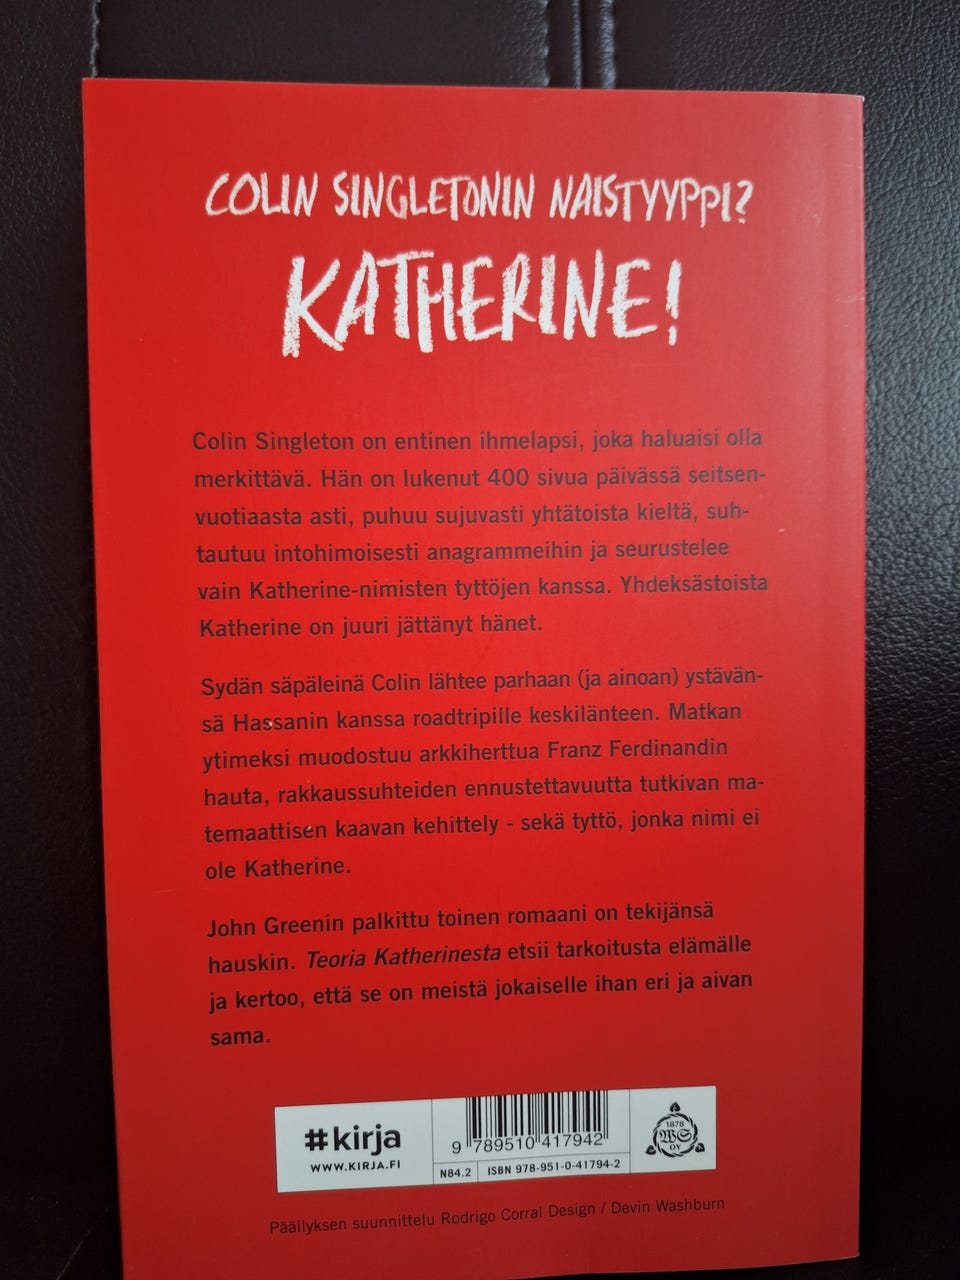 COLIN SINGLETONIN NAISTYYPPI?
KATHERINE!
Colin Singleton on entinen ihmelapsi, joka haluaisi olla
merkittävä. Hän on lukenut 400 sivua päivässä seitsen-
vuotiaasta asti, puhuu sujuvasti yhtätoista kieltä, suh-
tautuu intohimoisesti anagrammeihin ja seurustelee
vain Katherine-nimisten tyttöjen kanssa. Yhdeksästoista
Katherine on juuri jättänyt hänet.
Sydän säpäleinä Colin lähtee parhaan (ja ainoan) ystävän-
sä Hassanin kanssa roadtripille keskilänteen. Matkan
ytimeksi muodostuu arkkiherttua Franz Ferdinandin
hauta, rakkaussuhteiden ennustettavuutta tutkivan ma-
temaattisen kaavan kehittely - sekä tyttö, jonka nimi ei
ole Katherine.
John Greenin palkittu toinen romaani on tekijänsä
hauskin. Teoria Katherinesta etsii tarkoitusta elämälle
ja kertoo, että se on meistä jokaiselle ihan eri ja aivan
sama.
#kirja
WWW.KIRJA.FI
9 789510 417942
N84.2
ISBN 978-951-0-41794-2
1878
WS
OY
Päällyksen suunnittelu Rodrigo Corral Design / Devin Washburn